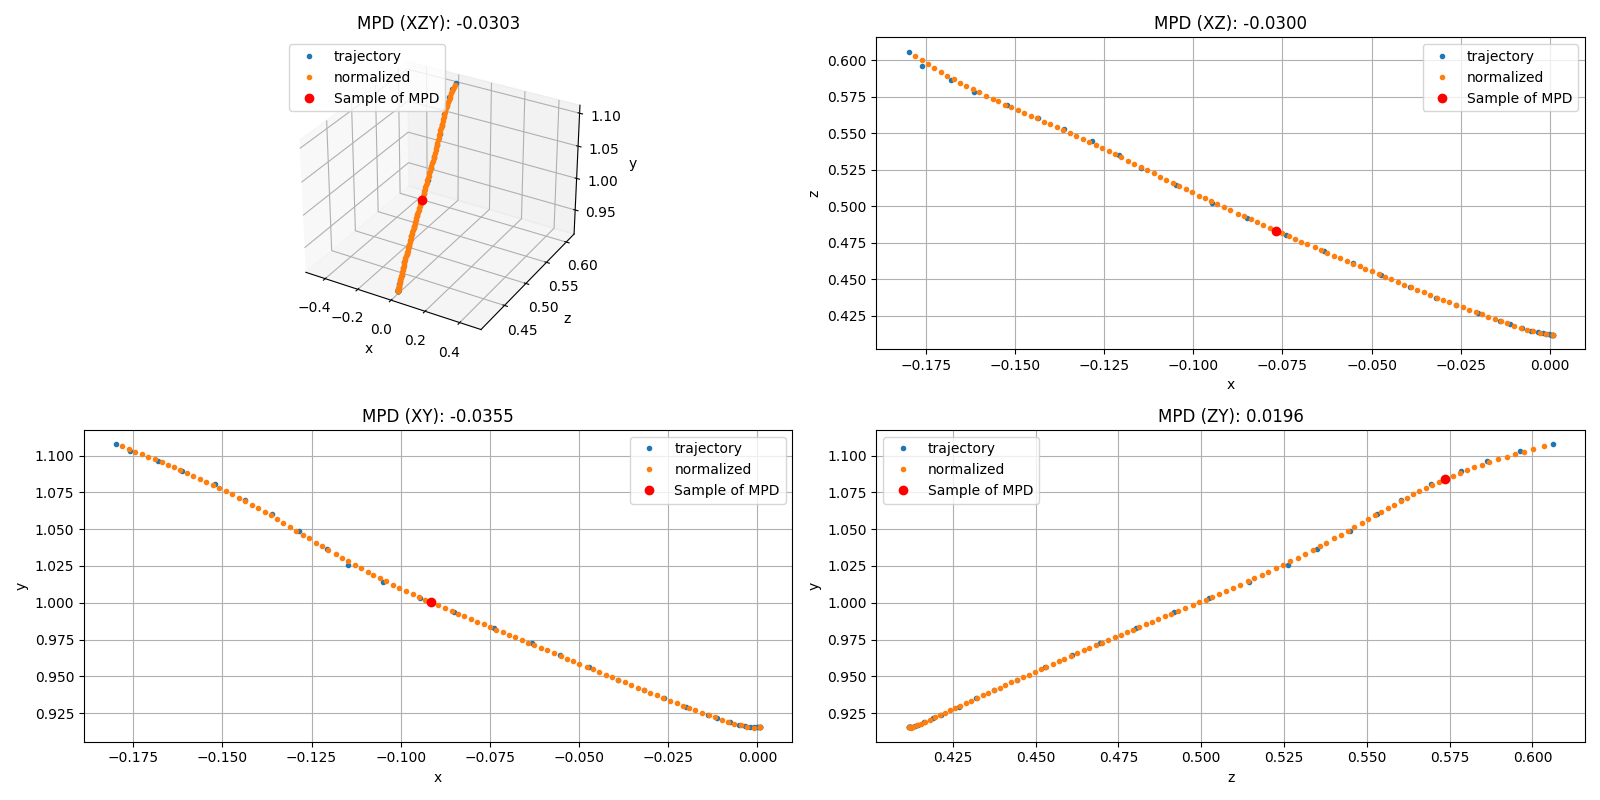 MPD (XZY): -0.0303
trajectory
normalized
Sample of MPD
1.10
1.05
1.00
0.95
y
0.60
0.55
0.50
0.45
z
−0.4
−0.2
0.0
0.2
0.4
x
MPD (XZ): -0.0300
trajectory
normalized
Sample of MPD
0.600
0.575
0.550
0.525
0.500
0.475
0.450
0.425
z
−0.175 −0.150 −0.125 −0.100 −0.075 −0.050 −0.025 0.000
x
MPD (XY): -0.0355
trajectory
normalized
Sample of MPD
1.100
1.075
1.050
1.025
1.000
0.975
0.950
0.925
y
−0.175 −0.150 −0.125 −0.100 −0.075 −0.050 −0.025 0.000
x
MPD (ZY): 0.0196
trajectory
normalized
Sample of MPD
1.100
1.075
1.050
1.025
1.000
0.975
0.950
0.925
y
0.425 0.450 0.475 0.500 0.525 0.550 0.575 0.600
z